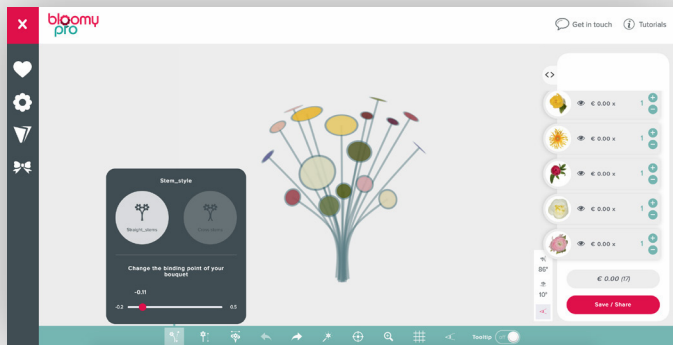 bloomy
pro
Get in touch
Tutorials
€ 0.00 x 1
€ 0.00 x 1
€ 0.00 x 1
€ 0.00 x 1
€ 0.00 x 1
Stem_style
Straight_stems
Change the binding point of your
bouquet
-0.11
-0.2
0.5
86°
10°
€ 0.00 (17)
Save / Share
Tooltip